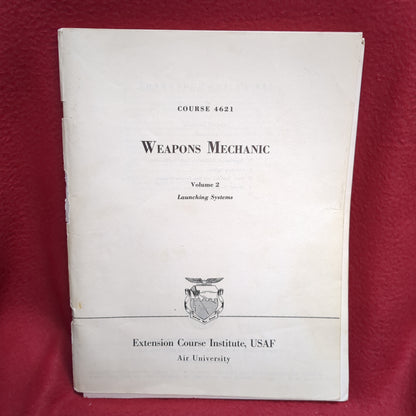 COURSE 4621
WEAPONS MECHANIC
Volume 2
Launching Systems
Extension Course Institute, USAF
Air University